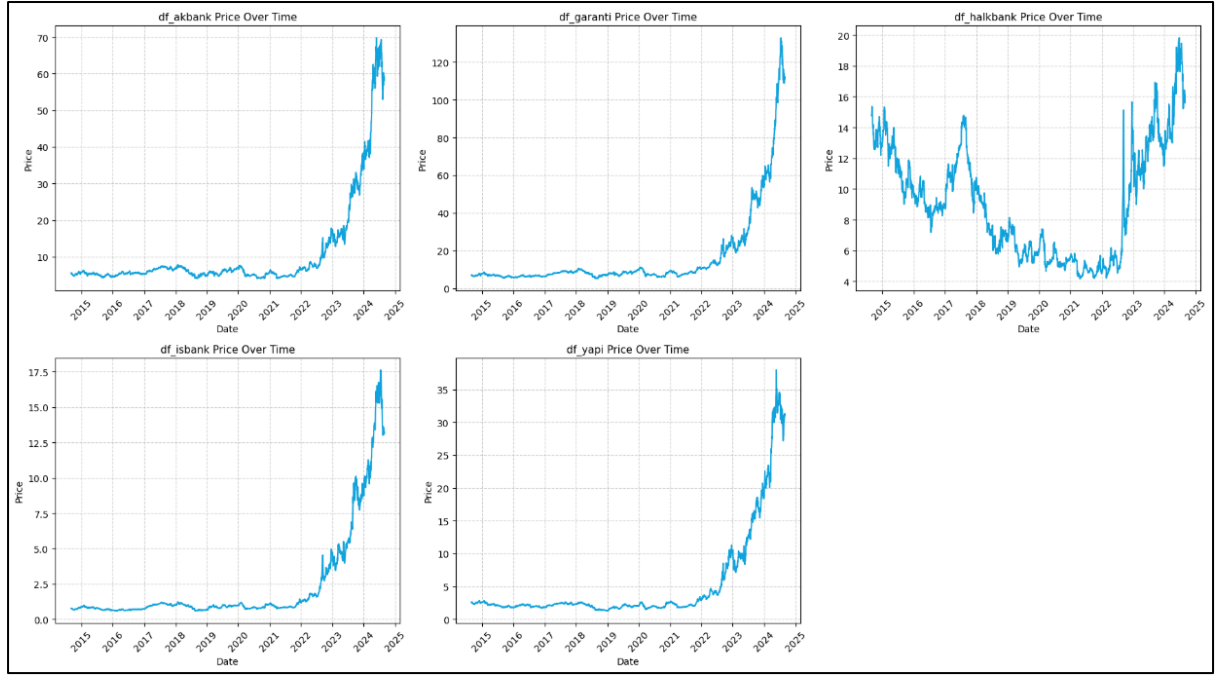 df_akbank Price Over Time
70
60
50
40
30
20
10
Price
2015 2016 2017 2018 2019 2020 2021 2022 2023 2024 2025
Date
df_garanti Price Over Time
120
100
80
60
40
20
0
Price
2015 2016 2017 2018 2019 2020 2021 2022 2023 2024 2025
Date
df_halkbank Price Over Time
20
18
16
14
12
10
8
6
4
Price
2015 2016 2017 2018 2019 2020 2021 2022 2023 2024 2025
Date
df_isbank Price Over Time
17.5
15.0
12.5
10.0
7.5
5.0
2.5
0.0
Price
2015 2016 2017 2018 2019 2020 2021 2022 2023 2024 2025
Date
df_yapi Price Over Time
35
30
25
20
15
10
5
0
Price
2015 2016 2017 2018 2019 2020 2021 2022 2023 2024 2025
Date